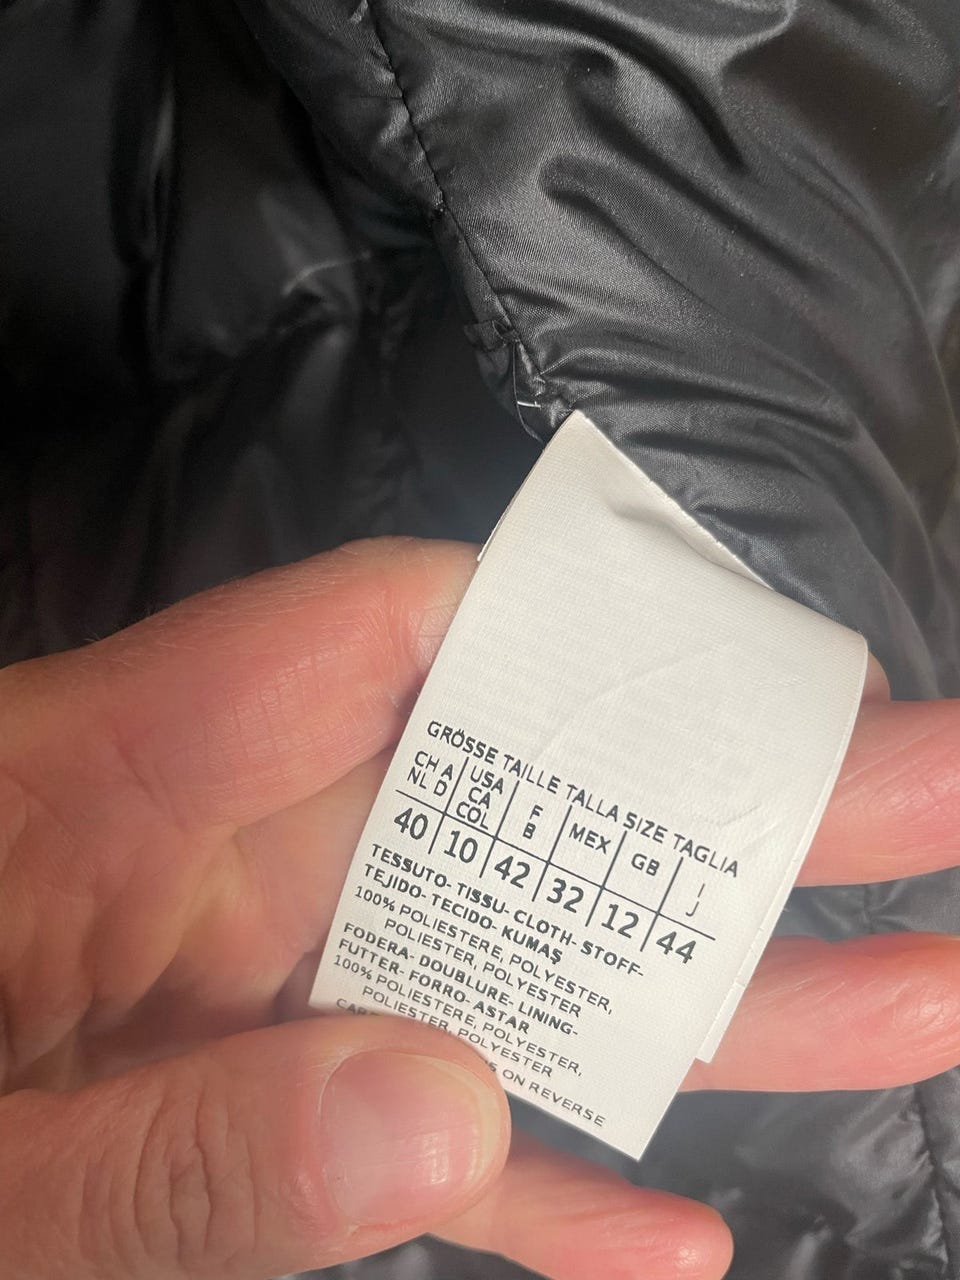 GRÖSSE TAILLE TALLA SIZE TAGLIA
CH A NL D USA CA COL F B MEX GB I J
40 10 42 32 12 44
TESSUTO- TISSU- CLOTH- STOFF-
TEJIDO- TECIDO- KUMAŞ
100% POLIESTERE, POLYESTER,
POLIESTER, POLYESTER
FODERA- DOUBLURE- LINING-
FUTTER- FORRO- ASTAR
100% POLIESTERE, POLYESTER,
POLIESTER, POLYESTER
ON REVERSE